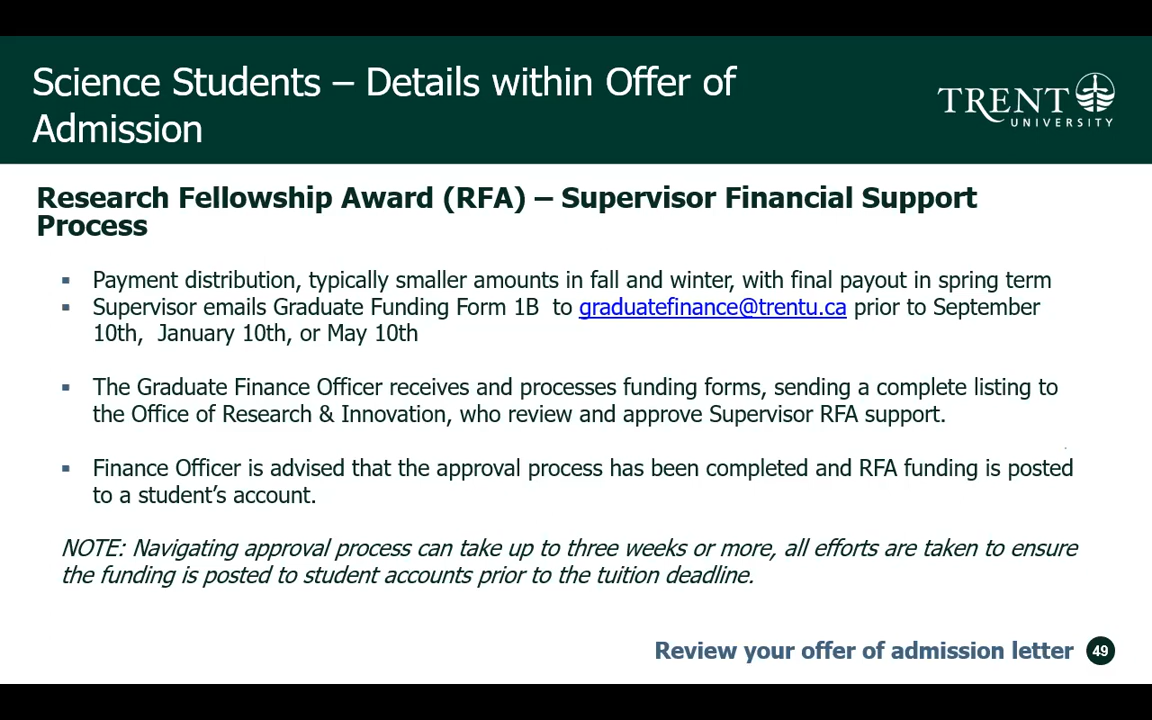 Science Students – Details within Offer of
Admission
TRENT
UNIVERSITY
Research Fellowship Award (RFA) – Supervisor Financial Support
Process
▪ Payment distribution, typically smaller amounts in fall and winter, with final payout in spring term
▪ Supervisor emails Graduate Funding Form 1B  to graduatefinance@trentu.ca prior to September
10th,  January 10th, or May 10th
▪ The Graduate Finance Officer receives and processes funding forms, sending a complete listing to
the Office of Research & Innovation, who review and approve Supervisor RFA support.
▪ Finance Officer is advised that the approval process has been completed and RFA funding is posted
to a student’s account.
NOTE: Navigating approval process can take up to three weeks or more, all efforts are taken to ensure
the funding is posted to student accounts prior to the tuition deadline.
Review your offer of admission letter 49